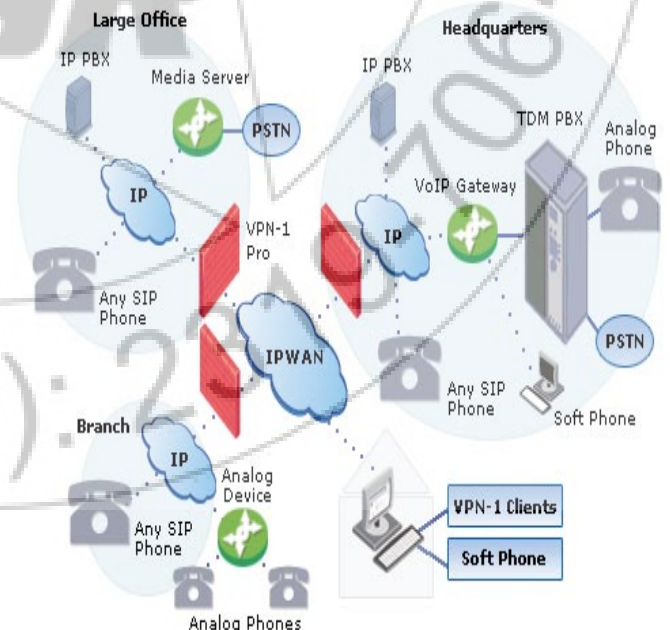 Large Office
Headquarters
IP PBX
Media Server
PSTN
IP
VPN-1
Pro
Any SIP
Phone
IP PBX
TDM PBX
Analog
Phone
VoIP Gateway
IP
PSTN
Any SIP
Phone
Soft Phone
IPWAN
Branch
IP
Analog
Device
Any SIP
Phone
Analog Phones
VPN-1 Clients
Soft Phone